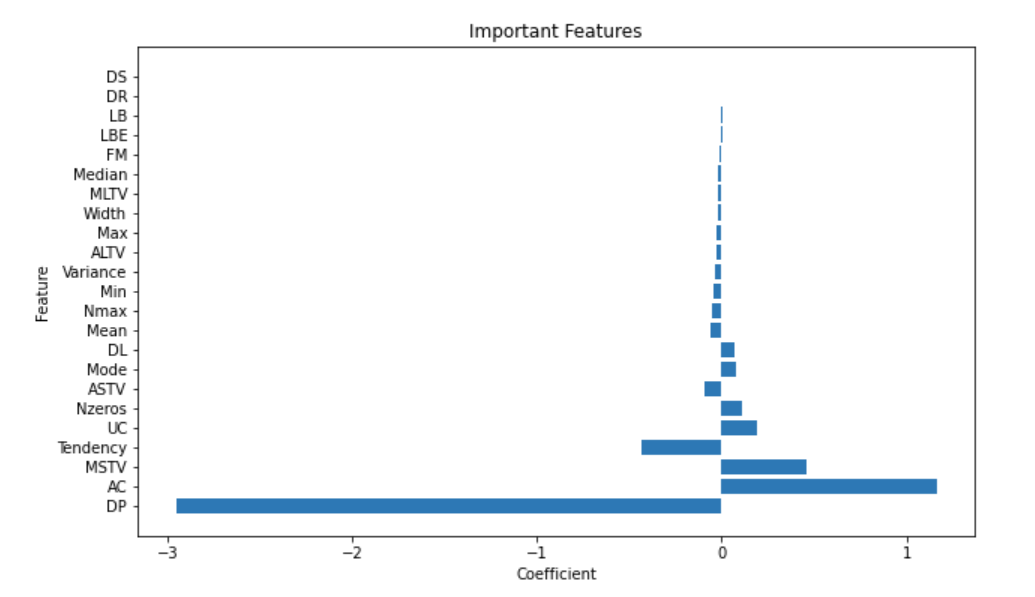 Important Features
DS
DR
LB
LBE
FM
Median
MLTV
Width
Max
ALTV
Variance
Min
Nmax
Mean
DL
Mode
ASTV
Nzeros
UC
Tendency
MSTV
AC
DP
Feature
−3
−2
−1
0
1
Coefficient